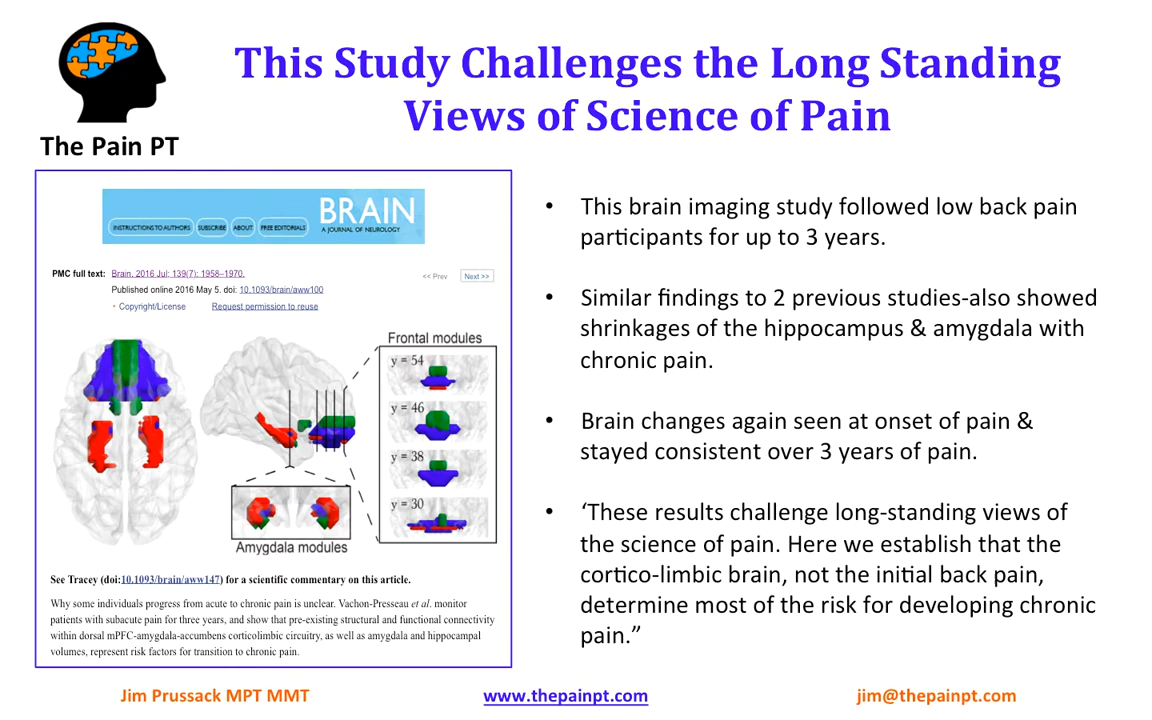 This Study Challenges the Long Standing
Views of Science of Pain
The Pain PT
INSTRUCTIONS TO AUTHORS
SUBSCRIBE
ABOUT
FREE EDITORIALS
BRAIN
A JOURNAL OF NEUROLOGY
PMC full text: Brain. 2016 Jul; 139(7): 1958–1970.
<< Prev
Next >>
Published online 2016 May 5. doi: 10.1093/brain/aww100
Copyright/License
Request permission to reuse
Frontal modules
y = 54
y = 46
y = 38
y = 30
Amygdala modules
See Tracey (doi:10.1093/brain/aww147) for a scientific commentary on this article.
Why some individuals progress from acute to chronic pain is unclear. Vachon-Presseau et al. monitor
patients with subacute pain for three years, and show that pre-existing structural and functional connectivity
within dorsal mPFC-amygdala-accumbens corticolimbic circuitry, as well as amygdala and hippocampal
volumes, represent risk factors for transition to chronic pain.
• This brain imaging study followed low back pain
participants for up to 3 years.
• Similar findings to 2 previous studies-also showed
shrinkages of the hippocampus & amygdala with
chronic pain.
• Brain changes again seen at onset of pain &
stayed consistent over 3 years of pain.
• ‘These results challenge long-standing views of
the science of pain. Here we establish that the
cortico-limbic brain, not the initial back pain,
determine most of the risk for developing chronic
pain.”
Jim Prussack MPT MMT
www.thepainpt.com
jim@thepainpt.com